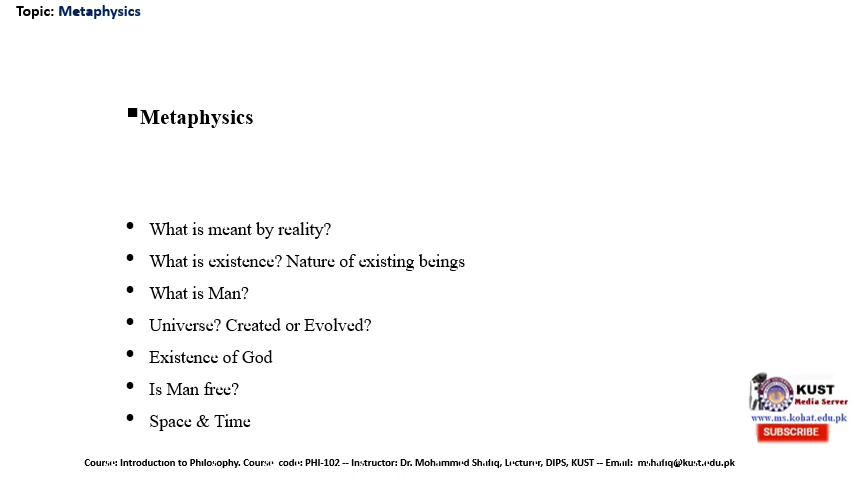 Topic: Metaphysics
▪Metaphysics
• What is meant by reality?
• What is existence? Nature of existing beings
• What is Man?
• Universe? Created or Evolved?
• Existence of God
• Is Man free?
• Space & Time
KUST
Media Server
www.ms.kohat.edu.pk
SUBSCRIBE
Course: Introduction to Philosophy. Course code: PHI-102 -- Instructor: Dr. Mohammed Shafiq, Lecturer, DIPS, KUST -- Email: mshafiq@kust.edu.pk